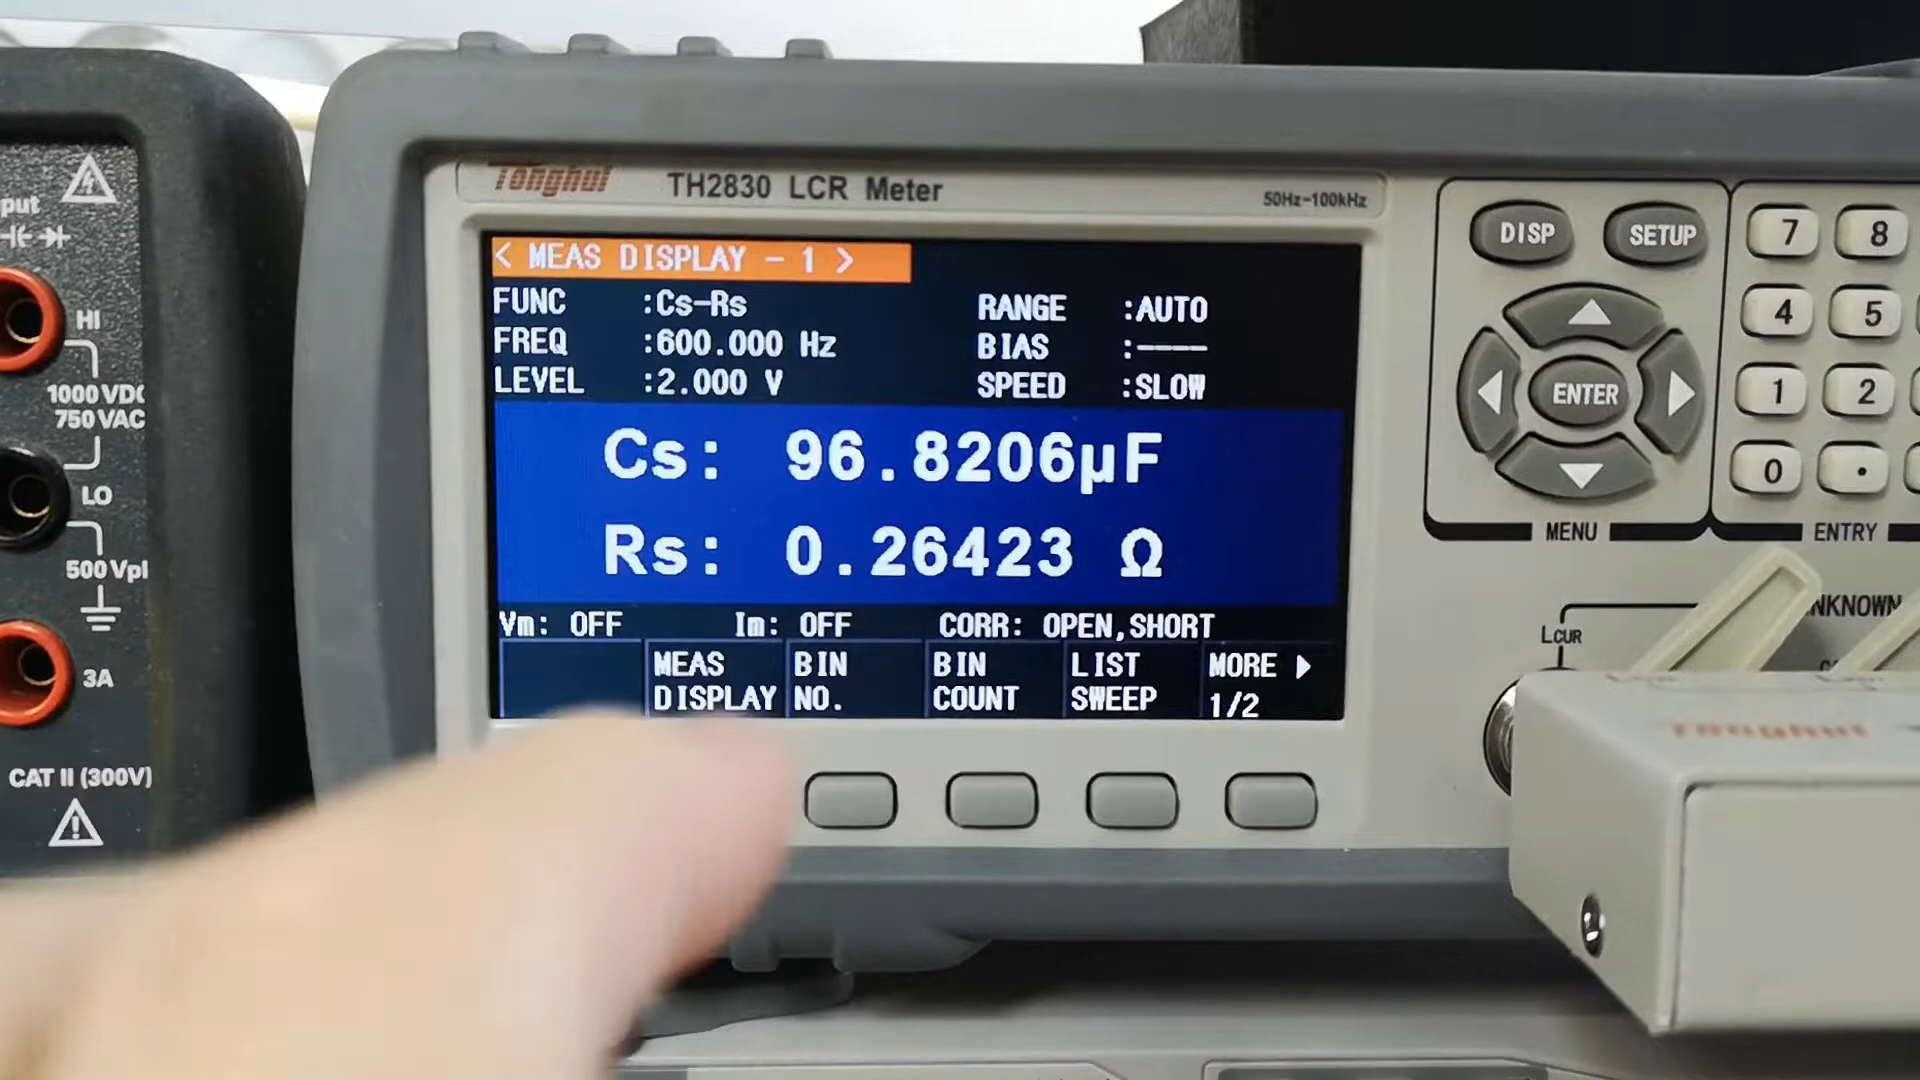 Tonghui
TH2830 LCR Meter
50Hz-100kHz
< MEAS DISPLAY - 1 >
FUNC :Cs-Rs RANGE :AUTO
FREQ :600.000 Hz BIAS :----
LEVEL :2.000 V SPEED :SLOW
Cs: 96.8206µF
Rs: 0.26423 Ω
Vm: OFF Im: OFF CORR: OPEN,SHORT
MEAS DISPLAY
BIN NO.
BIN COUNT
LIST SWEEP
MORE ▶ 1/2
DISP
SETUP
ENTER
MENU
7 8
4 5
1 2
0 .
ENTRY
LCUR
Tonghui
HI
1000 VDC
750 VAC
LO
500 Vpk
3A
CAT II (300V)